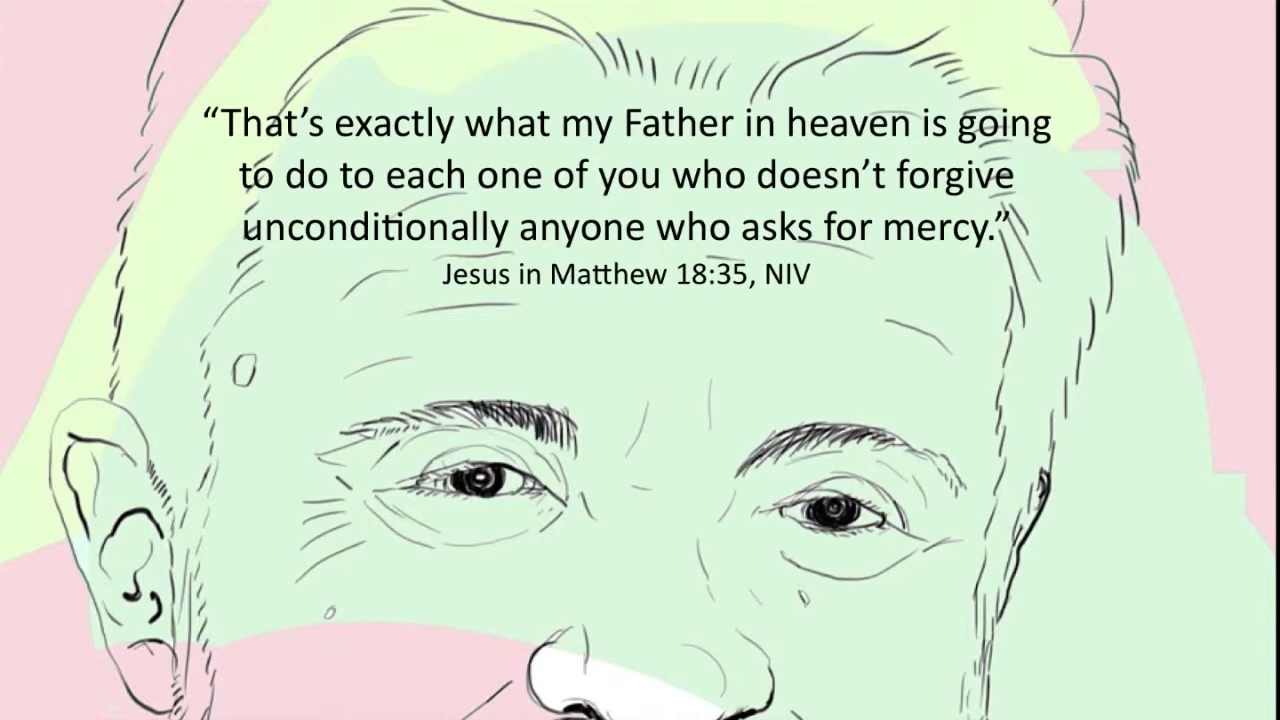 “That’s exactly what my Father in heaven is going
to do to each one of you who doesn’t forgive
unconditionally anyone who asks for mercy.”
Jesus in Matthew 18:35, NIV